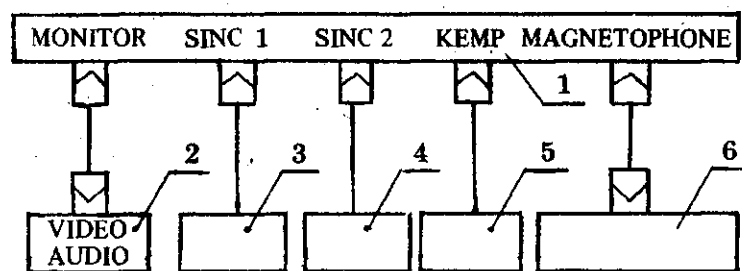 MONITOR SINC 1 SINC 2 KEMP MAGNETOPHONE
1
2 3 4 5 6
VIDEO
AUDIO